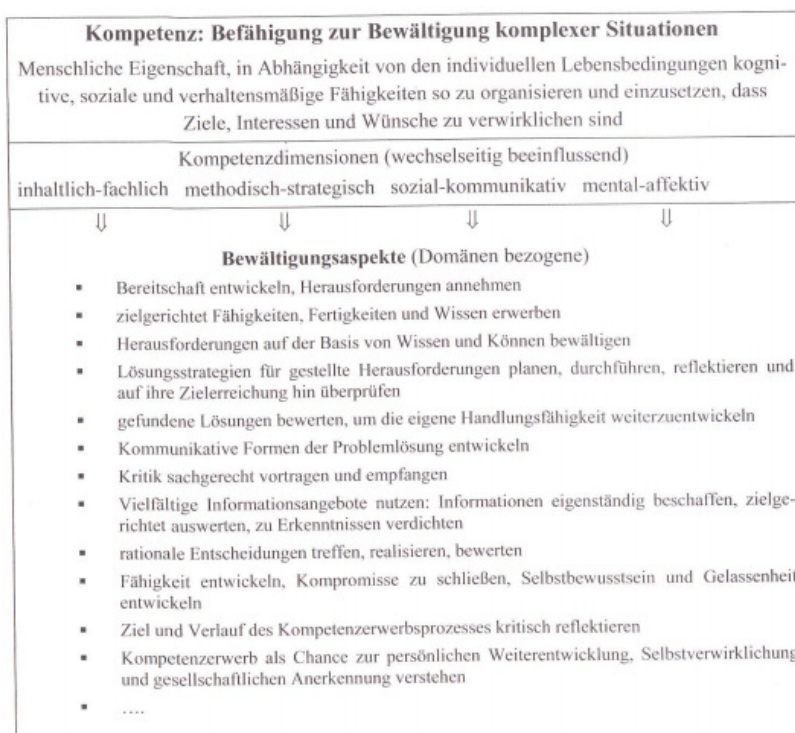 Kompetenz: Befähigung zur Bewältigung komplexer Situationen
Menschliche Eigenschaft, in Abhängigkeit von den individuellen Lebensbedingungen kogni-
tive, soziale und verhaltensmäßige Fähigkeiten so zu organisieren und einzusetzen, dass
Ziele, Interessen und Wünsche zu verwirklichen sind
Kompetenzdimensionen (wechselseitig beeinflussend)
inhaltlich-fachlich methodisch-strategisch sozial-kommunikativ mental-affektiv
⇓ ⇓ ⇓ ⇓
Bewältigungsaspekte (Domänen bezogene)
▪ Bereitschaft entwickeln, Herausforderungen annehmen
▪ zielgerichtet Fähigkeiten, Fertigkeiten und Wissen erwerben
▪ Herausforderungen auf der Basis von Wissen und Können bewältigen
▪ Lösungsstrategien für gestellte Herausforderungen planen, durchführen, reflektieren und
auf ihre Zielerreichung hin überprüfen
▪ gefundene Lösungen bewerten, um die eigene Handlungsfähigkeit weiterzuentwickeln
▪ Kommunikative Formen der Problemlösung entwickeln
▪ Kritik sachgerecht vortragen und empfangen
▪ Vielfältige Informationsangebote nutzen: Informationen eigenständig beschaffen, zielge-
richtet auswerten, zu Erkenntnissen verdichten
▪ rationale Entscheidungen treffen, realisieren, bewerten
▪ Fähigkeit entwickeln, Kompromisse zu schließen, Selbstbewusstsein und Gelassenheit
entwickeln
▪ Ziel und Verlauf des Kompetenzerwerbsprozesses kritisch reflektieren
▪ Kompetenzerwerb als Chance zur persönlichen Weiterentwicklung, Selbstverwirklichung
und gesellschaftlichen Anerkennung verstehen
▪ ....